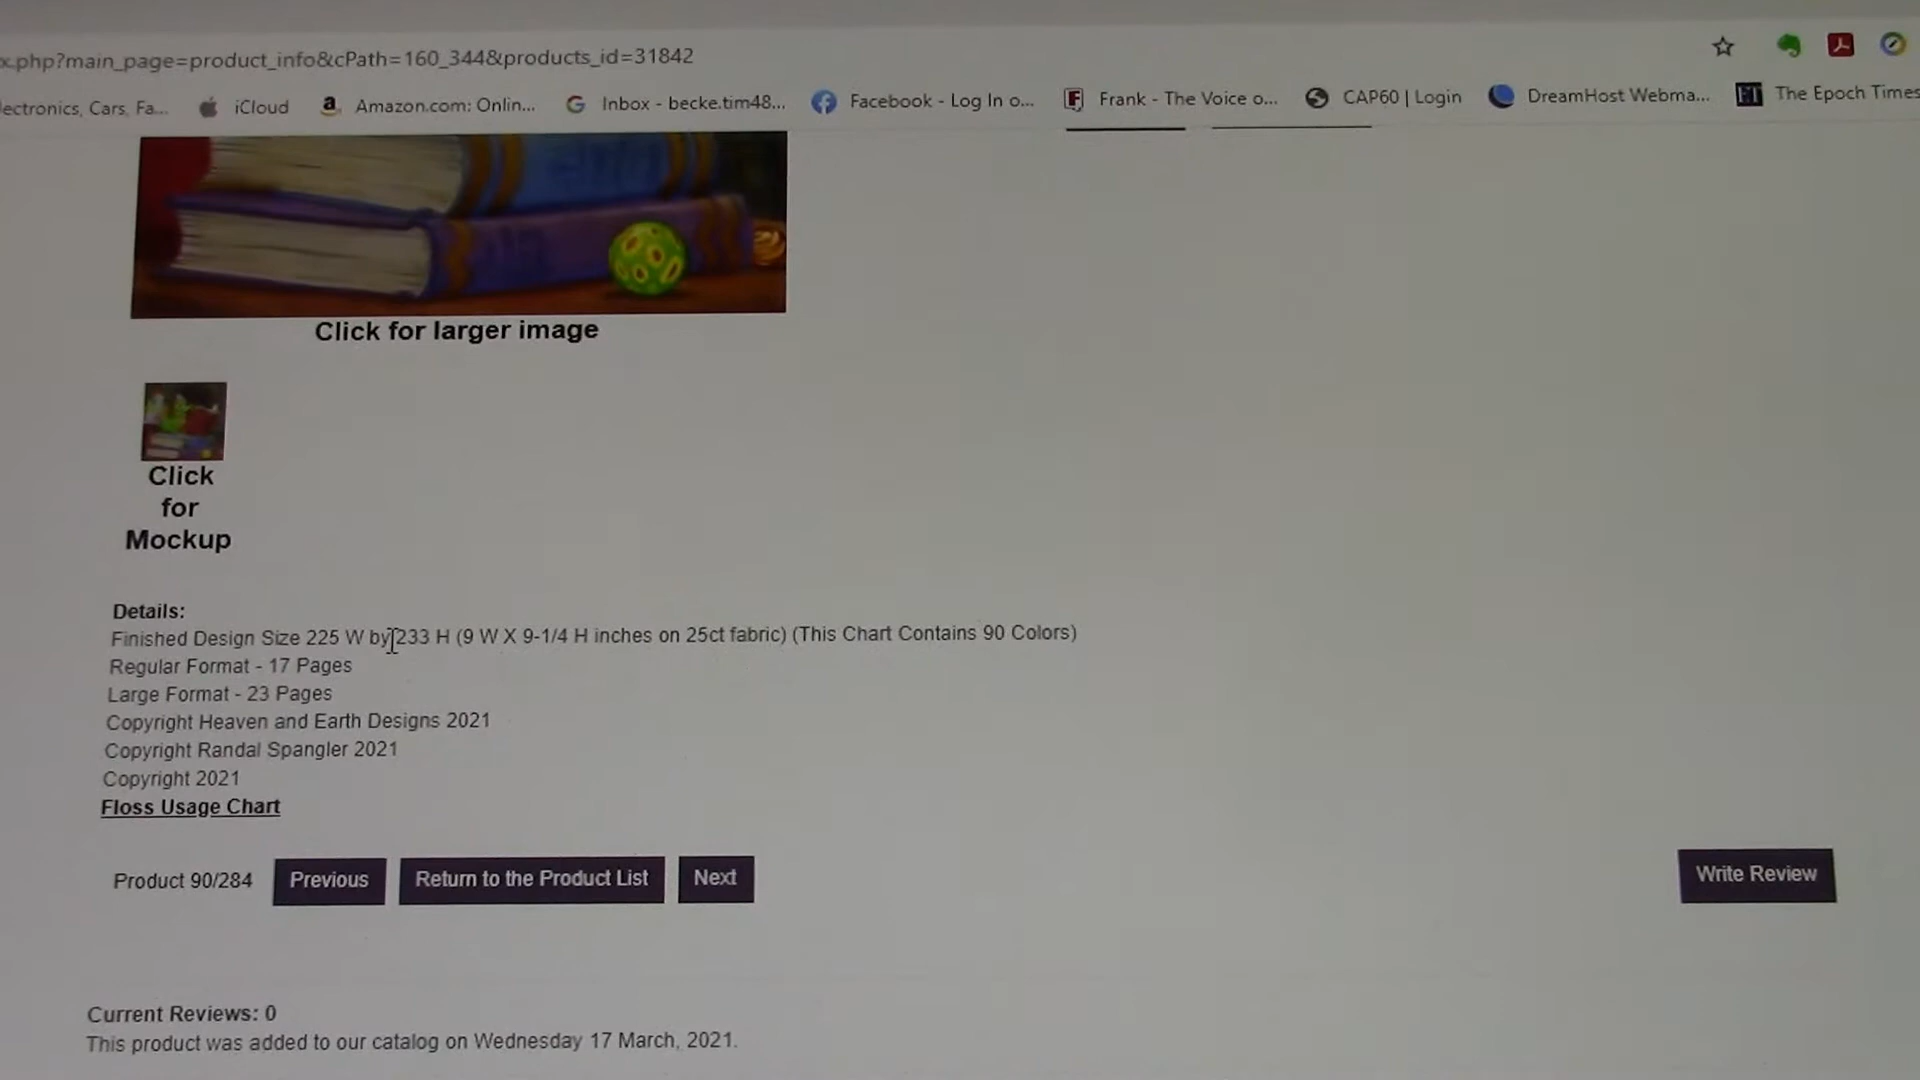 x.php?main_page=product_info&cPath=160_344&products_id=31842
lectronics, Cars, Fa...
iCloud
Amazon.com: Onlin...
Inbox - becke.tim48...
Facebook - Log In o...
Frank - The Voice o...
CAP60 | Login
DreamHost Webma...
The Epoch Times
Click for larger image
Click
for
Mockup
Details:
Finished Design Size 225 W by 233 H (9 W X 9-1/4 H inches on 25ct fabric) (This Chart Contains 90 Colors)
Regular Format - 17 Pages
Large Format - 23 Pages
Copyright Heaven and Earth Designs 2021
Copyright Randal Spangler 2021
Copyright 2021
Floss Usage Chart
Product 90/284
Previous
Return to the Product List
Next
Write Review
Current Reviews: 0
This product was added to our catalog on Wednesday 17 March, 2021.